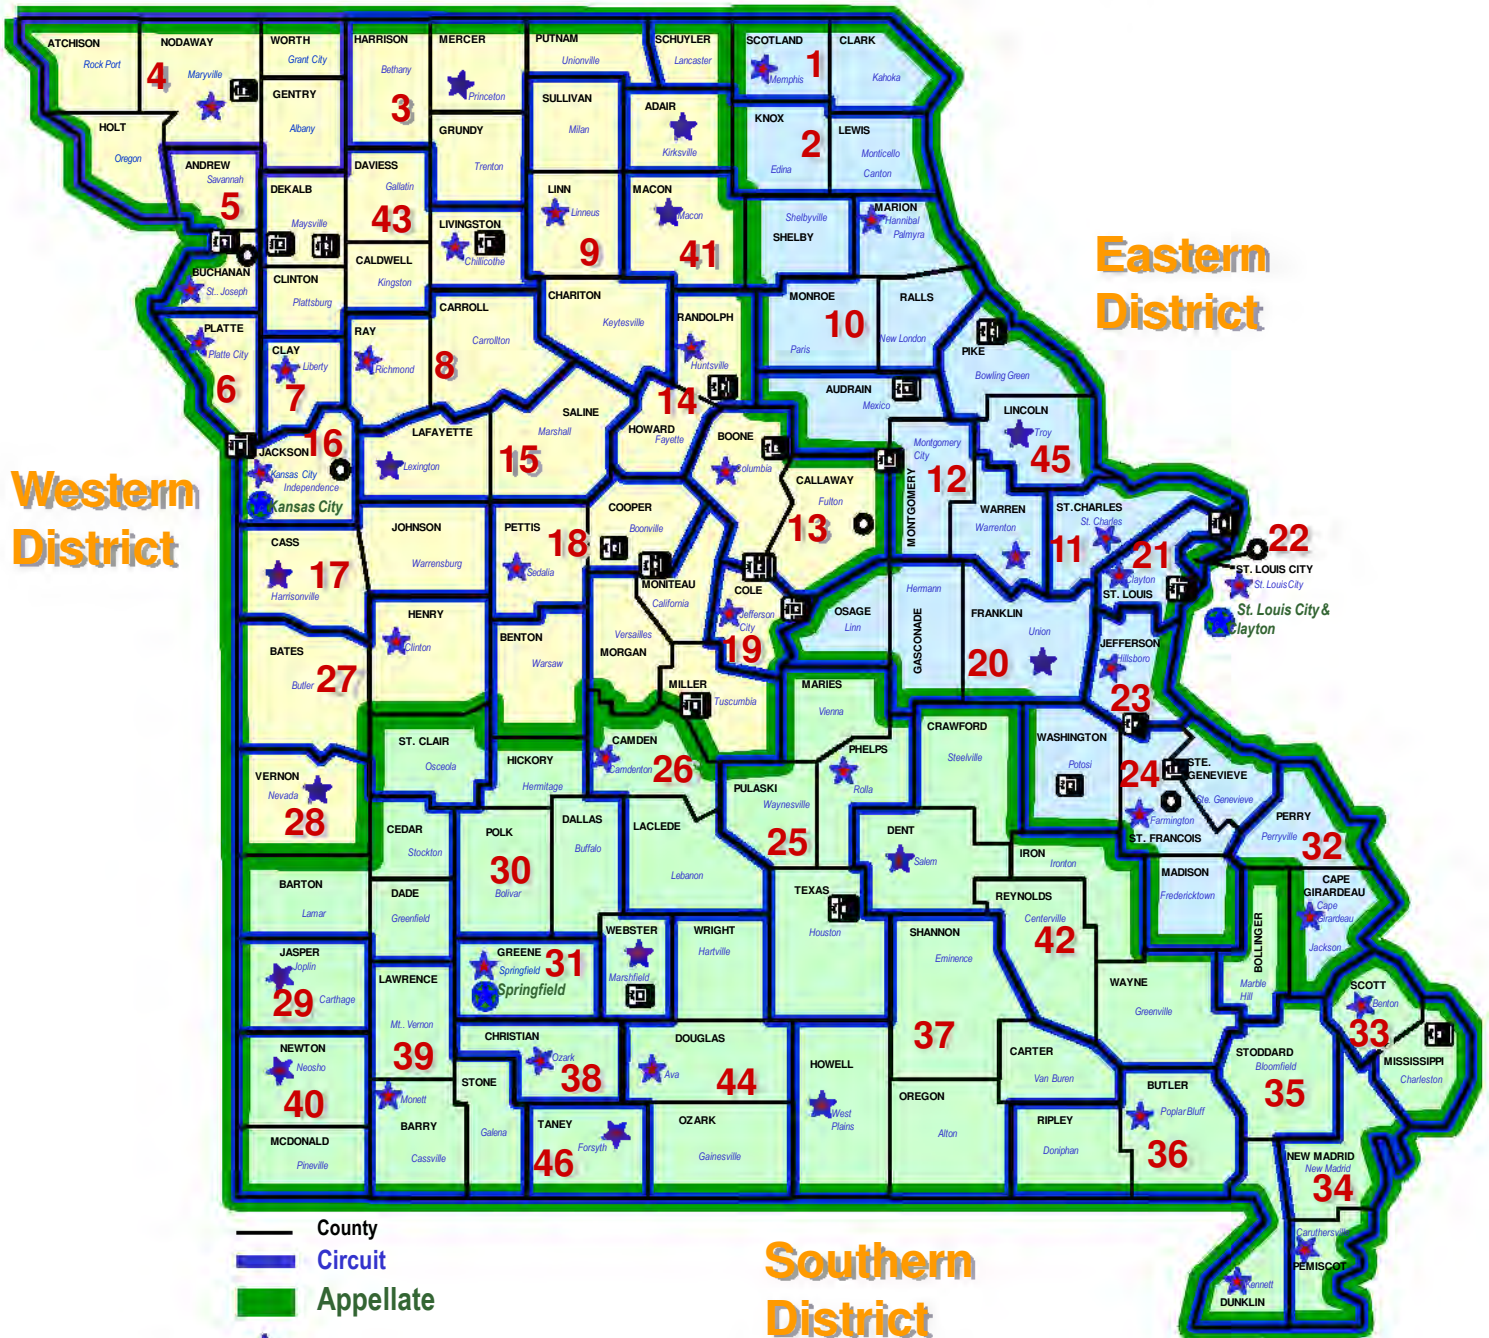 ATCHISON
Rock Port
NODAWAY
4
Maryville
WORTH
Grant City
HARRISON
Bethany
3
MERCER
Princeton
PUTNAM
Unionville
SCHUYLER
Lancaster
SCOTLAND
1
Memphis
CLARK
Kahoka
HOLT
Oregon
GENTRY
Albany
GRUNDY
Trenton
SULLIVAN
Milan
ADAIR
Kirksville
KNOX
2
Edina
LEWIS
Monticello
Canton
ANDREW
Savannah
5
DEKALB
Maysville
DAVIESS
Gallatin
43
LIVINGSTON
Chillicothe
LINN
Linneus
9
MACON
Macon
41
Shelbyville
SHELBY
MARION
Hannibal
Palmyra
Eastern
District
BUCHANAN
St.. Joseph
CLINTON
Plattsburg
CALDWELL
Kingston
CARROLL
Carrollton
CHARITON
Keytesville
RANDOLPH
Huntsville
MONROE
10
Paris
RALLS
New London
PIKE
Bowling Green
PLATTE
Platte City
6
CLAY
Liberty
7
RAY
Richmond
8
14
HOWARD
Fayette
AUDRAIN
Mexico
LINCOLN
Troy
45
Western
District
16
JACKSON
Kansas City
Independence
Kansas City
LAFAYETTE
Lexington
SALINE
Marshall
15
BOONE
Columbia
CALLAWAY
Fulton
13
Montgomery
City
12
MONTGOMERY
WARREN
Warrenton
ST.CHARLES
St. Charles
11
21
Clayton
ST. LOUIS
22
ST. LOUIS CITY
St. LouisCity
St. Louis City &
Clayton
CASS
17
Harrisonville
JOHNSON
Warrensburg
PETTIS
18
Sedalia
COOPER
Boonville
MONITEAU
California
COLE
Jefferson
City
19
OSAGE
Linn
Hermann
GASCONADE
FRANKLIN
Union
20
JEFFERSON
Hillsboro
23
BATES
Butler
27
HENRY
Clinton
BENTON
Warsaw
Versailles
MORGAN
MILLER
Tuscumbia
MARIES
Vienna
VERNON
Nevada
28
ST. CLAIR
Osceola
HICKORY
Hermitage
CAMDEN
Camdenton
26
PULASKI
Waynesville
25
PHELPS
Rolla
CRAWFORD
Steelville
WASHINGTON
Potosi
24
Farmington
ST. FRANCOIS
STE.
GENEVIEVE
Ste. Genevieve
PERRY
Perryville
32
CEDAR
Stockton
POLK
30
Bolivar
DALLAS
Buffalo
LACLEDE
Lebanon
DENT
Salem
IRON
Ironton
MADISON
Fredericktown
BARTON
Lamar
DADE
Greenfield
TEXAS
Houston
REYNOLDS
Centerville
42
BOLLINGER
Marble
Hill
CAPE
GIRARDEAU
Cape
Girardeau
Jackson
JASPER
Joplin
29
Carthage
LAWRENCE
Mt.. Vernon
39
GREENE
31
Springfield
Springfield
WEBSTER
Marshfield
WRIGHT
Hartville
SHANNON
Eminence
37
WAYNE
Greenville
SCOTT
Benton
33
NEWTON
Neosho
40
CHRISTIAN
Ozark
38
DOUGLAS
Ava
44
HOWELL
West
Plains
CARTER
Van Buren
STODDARD
Bloomfield
35
MISSISSIPPI
Charleston
MCDONALD
Pineville
Monett
BARRY
Cassville
STONE
Galena
TANEY
Forsyth
46
OZARK
Gainesville
OREGON
Alton
RIPLEY
Doniphan
BUTLER
Poplar Bluff
36
NEW MADRID
New Madrid
34
Caruthersville
PEMISCOT
Kennett
DUNKLIN
County
Circuit
Appellate
Southern
District